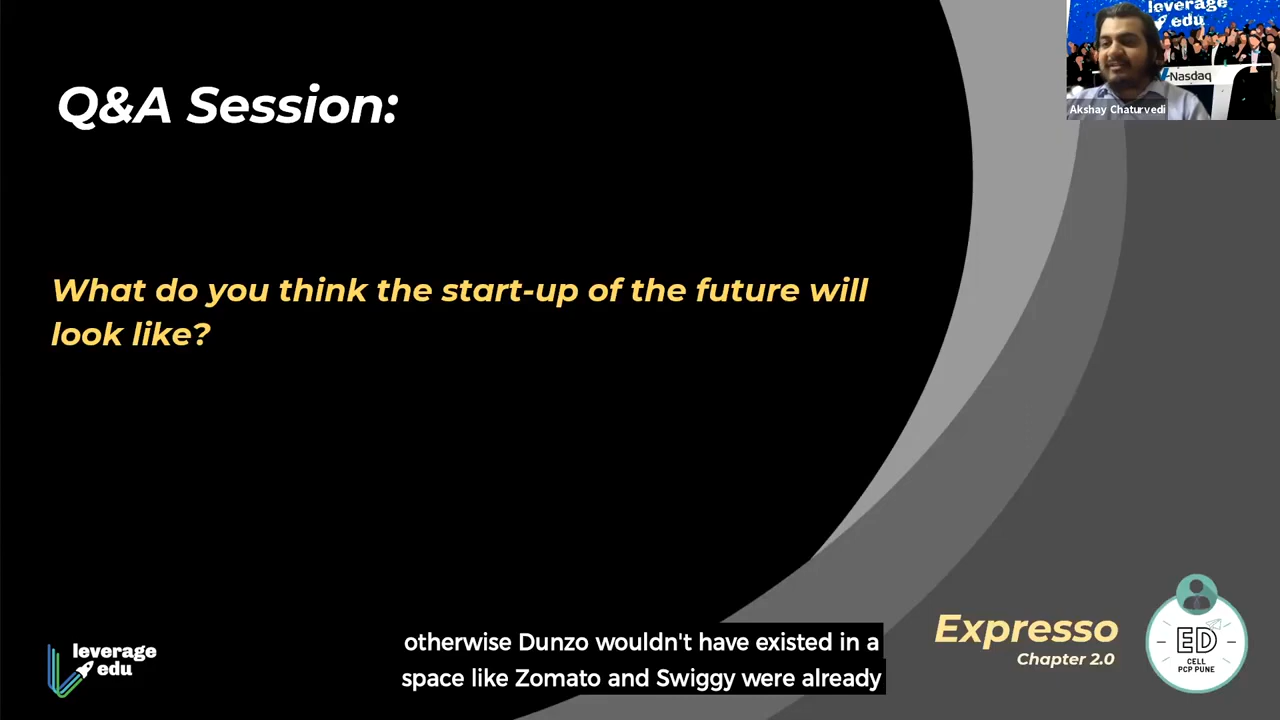 leverage
edu
Nasdaq
Akshay Chaturvedi
Q&A Session:
What do you think the start-up of the future will
look like?
otherwise Dunzo wouldn't have existed in a
space like Zomato and Swiggy were already
leverage
edu
Expresso
Chapter 2.0
ED
CELL
PCP PUNE